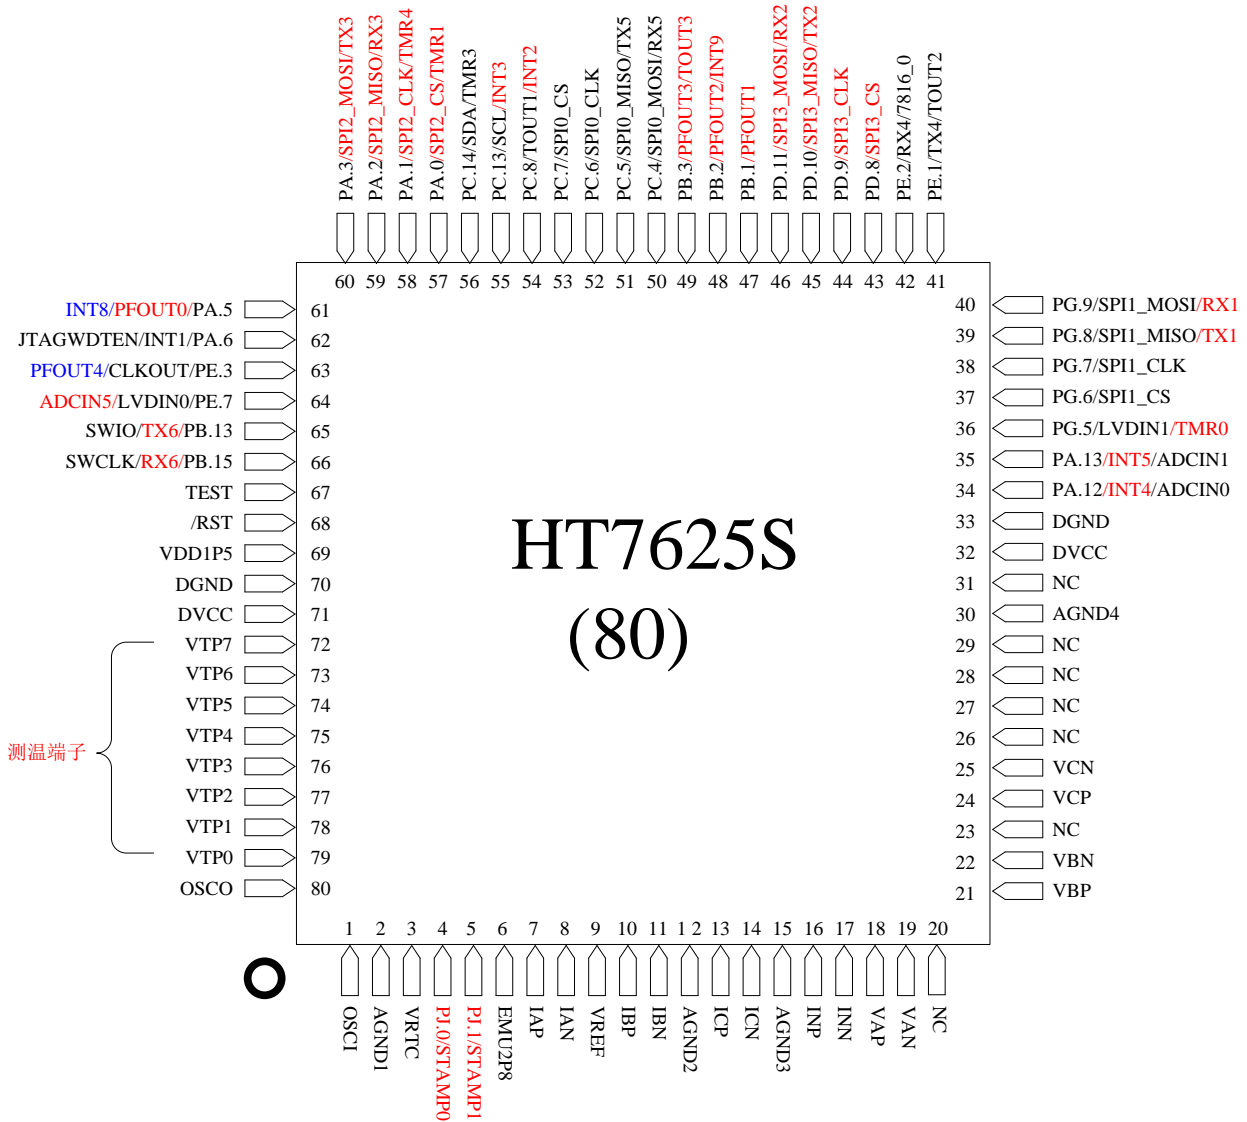 PA.3/SPI2_MOSI/TX3
PA.2/SPI2_MISO/RX3
PA.1/SPI2_CLK/TMR4
PA.0/SPI2_CS/TMR1
PC.14/SDA/TMR3
PC.13/SCL/INT3
PC.8/TOUT1/INT2
PC.7/SPI0_CS
PC.6/SPI0_CLK
PC.5/SPI0_MISO/TX5
PC.4/SPI0_MOSI/RX5
PB.3/PFOUT3/TOUT3
PB.2/PFOUT2/INT9
PB.1/PFOUT1
PD.11/SPI3_MOSI/RX2
PD.10/SPI3_MISO/TX2
PD.9/SPI3_CLK
PD.8/SPI3_CS
PE.2/RX4/7816_0
PE.1/TX4/TOUT2
60 59 58 57 56 55 54 53 52 51 50 49 48 47 46 45 44 43 42 41
INT8/PFOUT0/PA.5 61
JTAGWDTEN/INT1/PA.6 62
PFOUT4/CLKOUT/PE.3 63
ADCIN5/LVDIN0/PE.7 64
SWIO/TX6/PB.13 65
SWCLK/RX6/PB.15 66
TEST 67
/RST 68
VDD1P5 69
DGND 70
DVCC 71
VTP7 72
VTP6 73
VTP5 74
VTP4 75
VTP3 76
VTP2 77
VTP1 78
VTP0 79
OSCO 80
测温端子
HT7625S
(80)
40 PG.9/SPI1_MOSI/RX1
39 PG.8/SPI1_MISO/TX1
38 PG.7/SPI1_CLK
37 PG.6/SPI1_CS
36 PG.5/LVDIN1/TMR0
35 PA.13/INT5/ADCIN1
34 PA.12/INT4/ADCIN0
33 DGND
32 DVCC
31 NC
30 AGND4
29 NC
28 NC
27 NC
26 NC
25 VCN
24 VCP
23 NC
22 VBN
21 VBP
1 2 3 4 5 6 7 8 9 10 11 1 2 13 14 15 16 17 18 19 20
OSCI
AGND1
VRTC
PJ.0/STAMP0
PJ.1/STAMP1
EMU2P8
IAP
IAN
VREF
IBP
IBN
AGND2
ICP
ICN
AGND3
INP
INN
VAP
VAN
NC